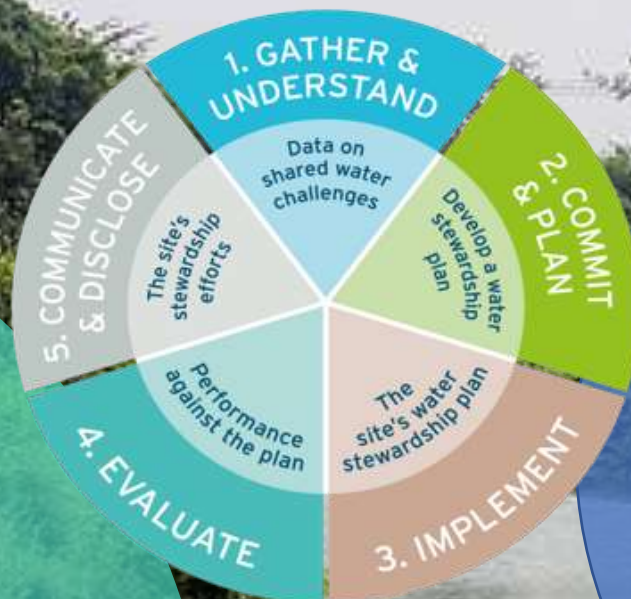 1. GATHER &
UNDERSTAND
Data on
shared water
challenges
2. COMMIT
& PLAN
Develop a water
stewardship
plan
3. IMPLEMENT
The
site's water
stewardship plan
4. EVALUATE
Performance
against the plan
5. COMMUNICATE
& DISCLOSE
The site's
stewardship
efforts